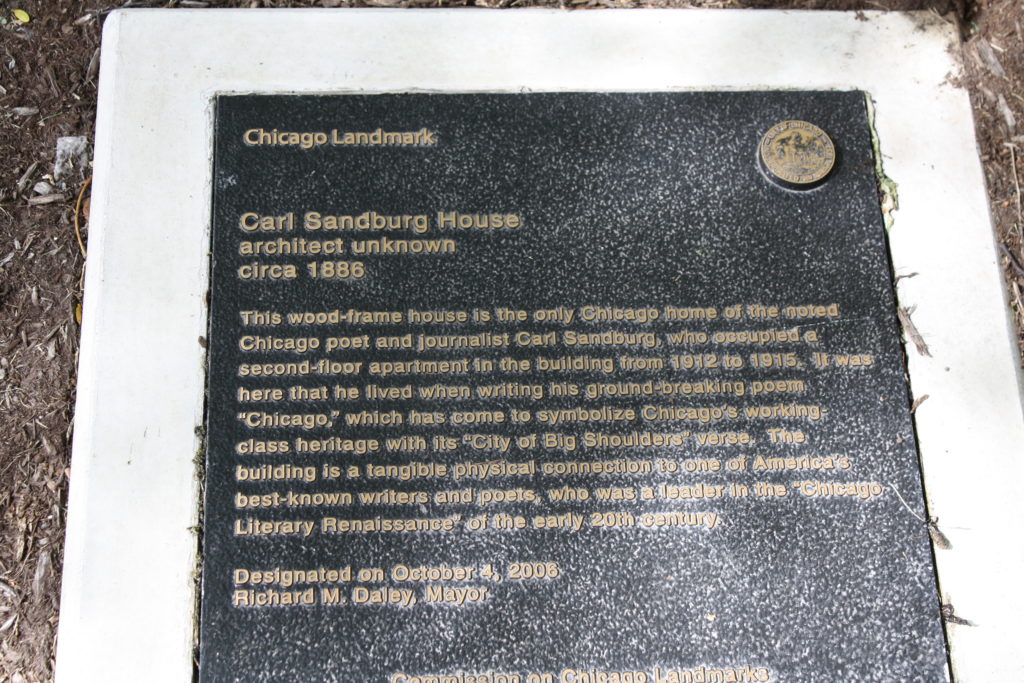 Chicago Landmark
Carl Sandburg House
architect unknown
circa 1886
This wood-frame house is the only Chicago home of the noted
Chicago poet and journalist Carl Sandburg, who occupied a
second-floor apartment in the building from 1912 to 1915. It was
here that he lived when writing his ground-breaking poem
“Chicago,” which has come to symbolize Chicago's working-
class heritage with its “City of Big Shoulders” verse. The
building is a tangible physical connection to one of America's
best-known writers and poets, who was a leader in the “Chicago
Literary Renaissance” of the early 20th century.
Designated on October 4, 2006
Richard M. Daley, Mayor
Commission on Chicago Landmarks